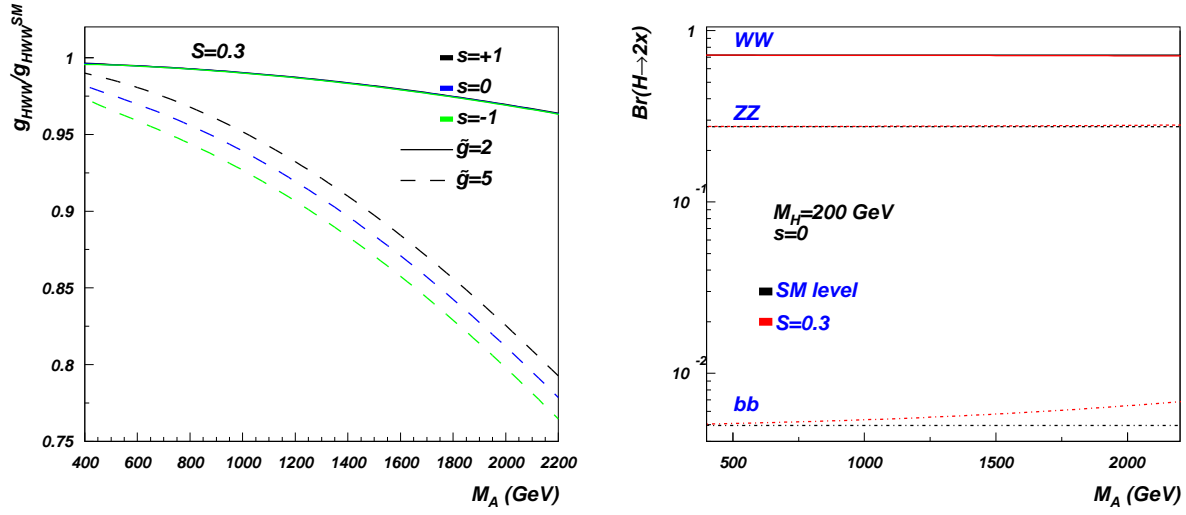 g_HWW/g_HWW^SM
S=0.3
s=+1
s=0
s=-1
g̃=2
g̃=5
1
0.95
0.9
0.85
0.8
0.75
400 600 800 1000 1200 1400 1600 1800 2000 2200
M_A (GeV)
Br(H→2x)
1
10^-1
10^-2
WW
ZZ
M_H=200 GeV
s=0
SM level
S=0.3
bb
500 1000 1500 2000
M_A (GeV)